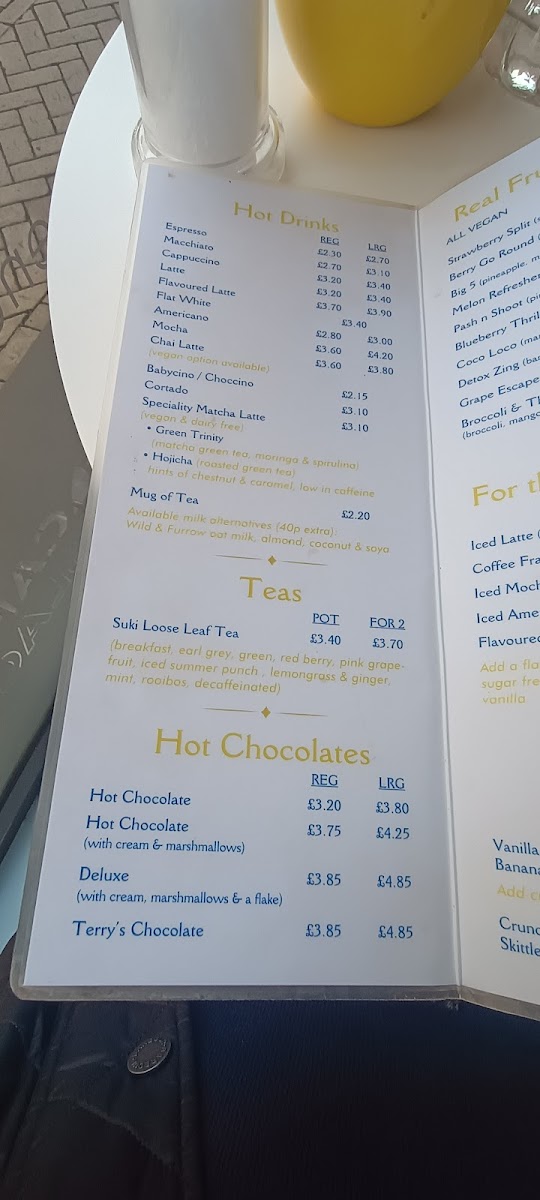 Hot Drinks
REG LRG
Espresso £2.30 £2.70
Macchiato £2.70 £3.10
Cappuccino £3.20 £3.40
Latte £3.20 £3.40
Flavoured Latte £3.70 £3.90
Flat White £3.40
Americano £2.80 £3.00
Mocha £3.60 £4.20
Chai Latte £3.60 £3.80
(vegan option available)
Babycino / Choccino £2.15
Cortado £3.10
Speciality Matcha Latte £3.10
(vegan & dairy free)
• Green Trinity
(matcha green tea, moringa & spirulina)
• Hojicha (roasted green tea)
hints of chestnut & caramel, low in caffeine
Mug of Tea £2.20
Available milk alternatives (40p extra):
Wild & Furrow oat milk, almond, coconut & soya
Teas
POT FOR 2
Suki Loose Leaf Tea £3.40 £3.70
(breakfast, earl grey, green, red berry, pink grape-
fruit, iced summer punch , lemongrass & ginger,
mint, rooibos, decaffeinated)
Hot Chocolates
REG LRG
Hot Chocolate £3.20 £3.80
Hot Chocolate £3.75 £4.25
(with cream & marshmallows)
Deluxe £3.85 £4.85
(with cream, marshmallows & a flake)
Terry's Chocolate £3.85 £4.85
Real
ALL VEGAN
Strawberry Split
Berry Go Round
Big 5 (pineapple,
Melon Refresher
Pash n Shoot
Blueberry
Coco Loco
Detox Zing
Grape Escape
Broccoli &
(broccoli, mango
For
Iced Latte
Coffee
Iced
Iced
Flavoured
Add a
sugar
vanilla
Vanilla
Banana
Add